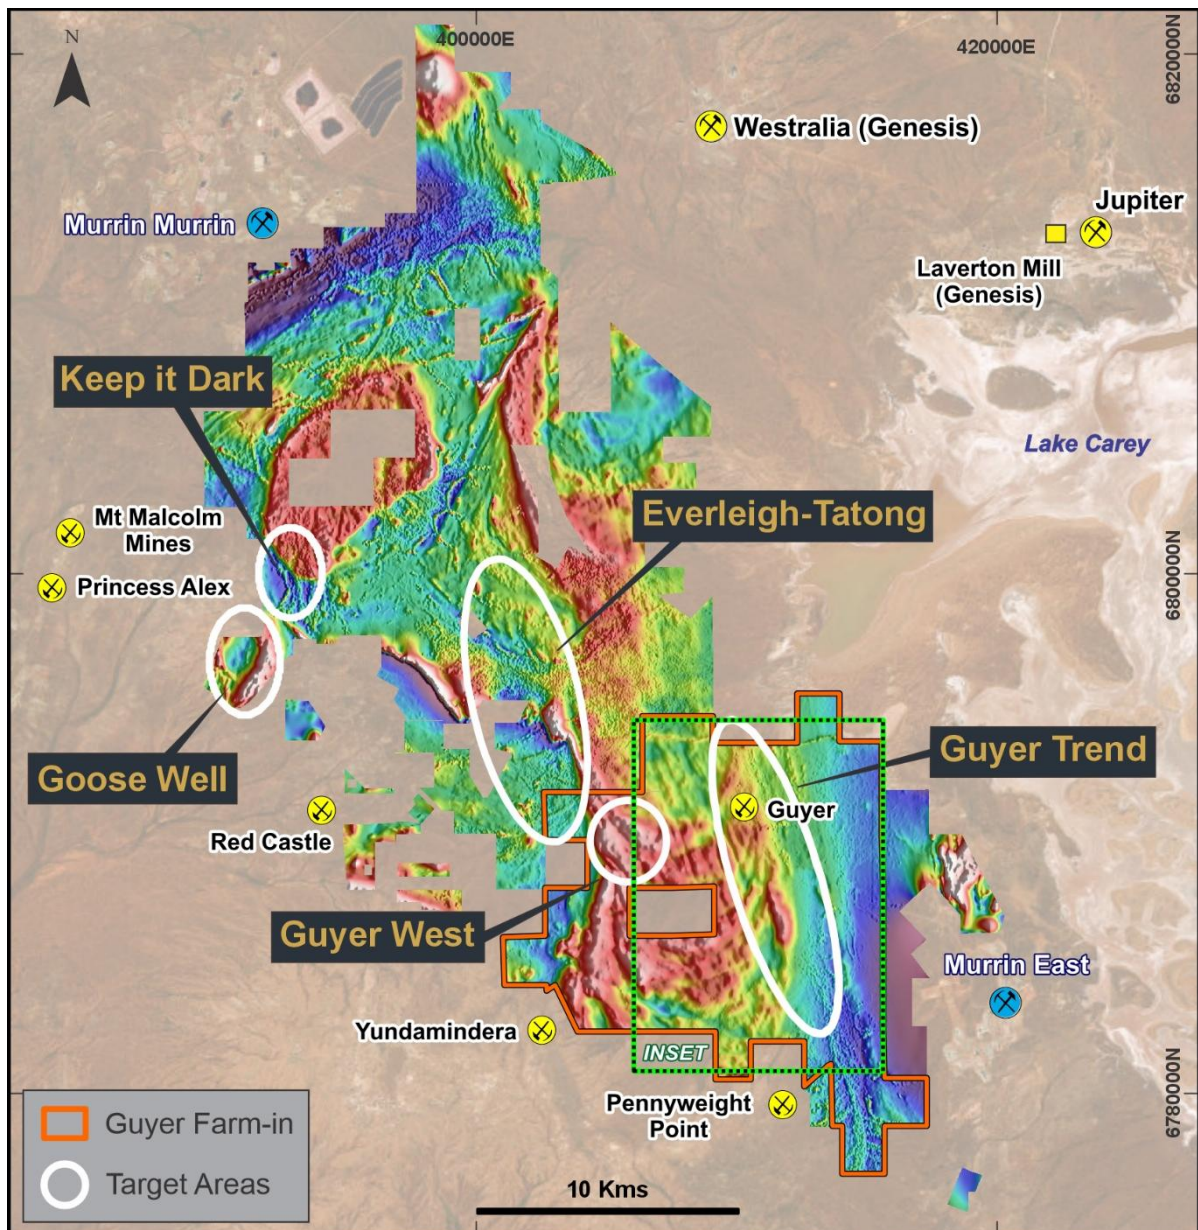 N
400000E
420000E
6820000N
Westralia (Genesis)
Jupiter
Murrin Murrin
Laverton Mill
(Genesis)
Keep it Dark
Lake Carey
Everleigh-Tatong
Mt Malcolm
Mines
Princess Alex
6800000N
Goose Well
Guyer Trend
Guyer
Red Castle
Guyer West
Murrin East
Yundamindera
INSET
Pennyweight
Point
6780000N
Guyer Farm-in
Target Areas
10 Kms